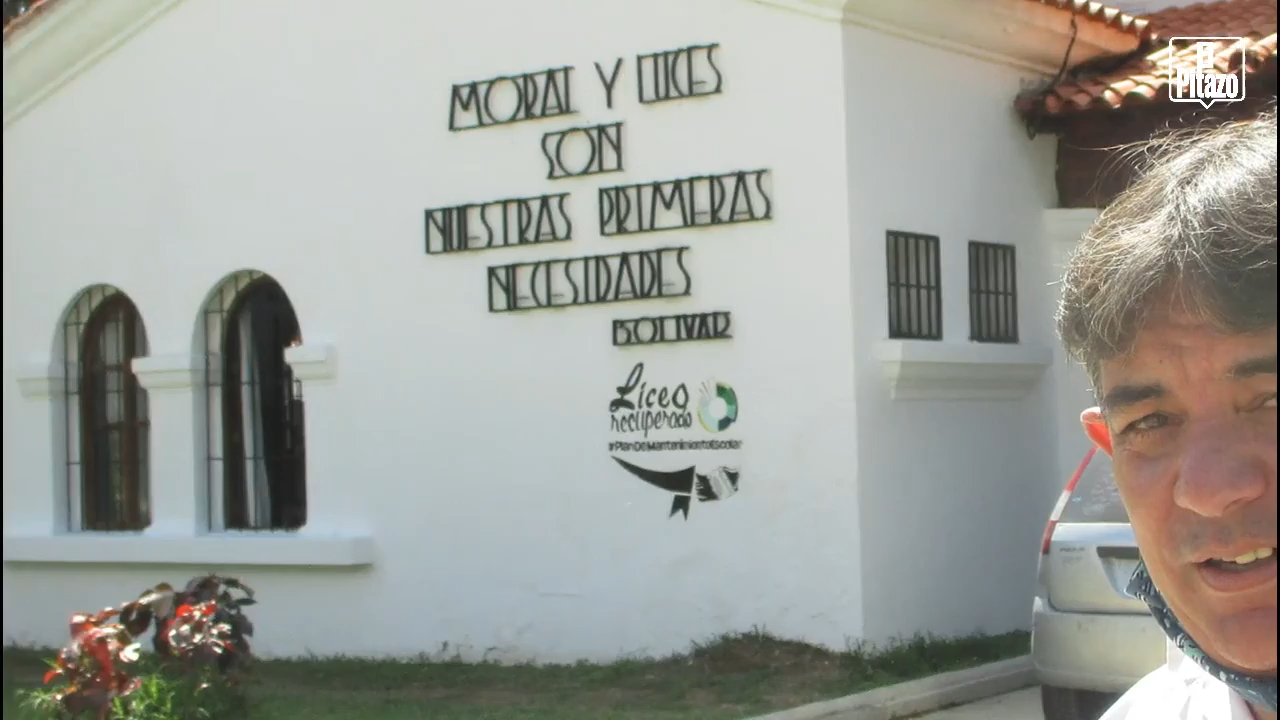 El Pitazo
MORAL Y LUCES
SON
NUESTRAS PRIMERAS
NECESIDADES
BOLIVAR
Liceo
recuperado
#PlanDeMantenimientoEscolar